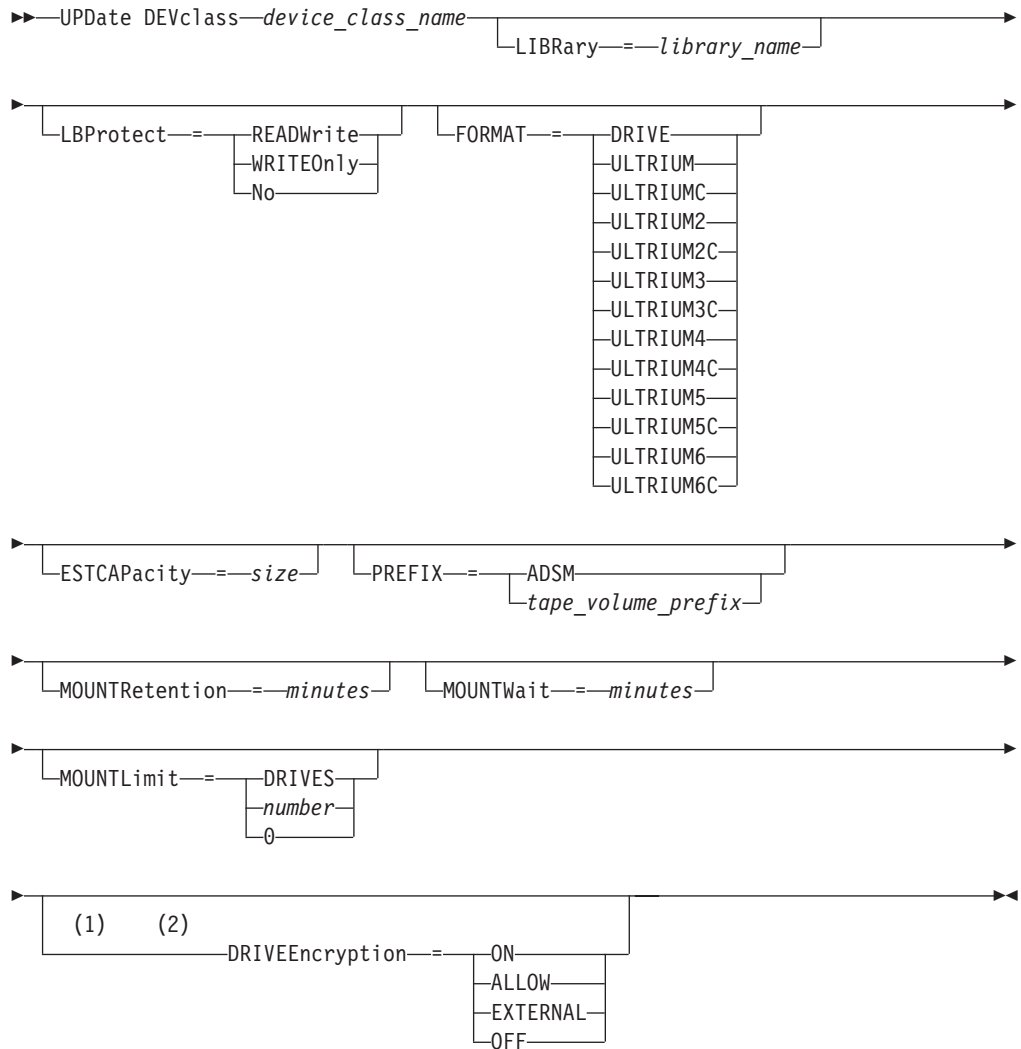 UPDate DEVclass device_class_name
LIBRary = library_name
LBProtect = READWrite FORMAT = DRIVE
WRITEOnly ULTRIUM
No ULTRIUMC
ULTRIUM2
ULTRIUM2C
ULTRIUM3
ULTRIUM3C
ULTRIUM4
ULTRIUM4C
ULTRIUM5
ULTRIUM5C
ULTRIUM6
ULTRIUM6C
ESTCAPacity = size PREFIX = ADSM
tape_volume_prefix
MOUNTRetention = minutes MOUNTWait = minutes
MOUNTLimit = DRIVES
number
0
(1) (2)
DRIVEEncryption = ON
ALLOW
EXTERNAL
OFF